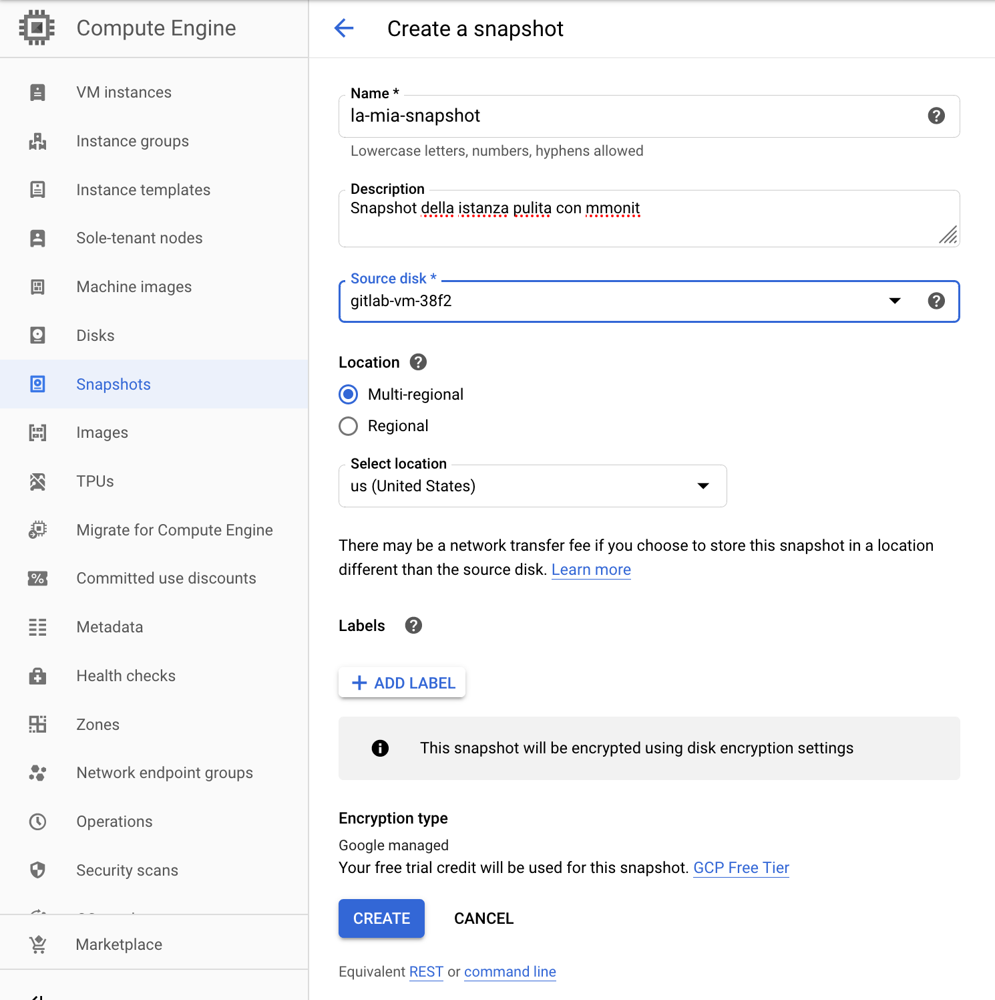 Compute Engine
VM instances
Instance groups
Instance templates
Sole-tenant nodes
Machine images
Disks
Snapshots
Images
TPUs
Migrate for Compute Engine
Committed use discounts
Metadata
Health checks
Zones
Network endpoint groups
Operations
Security scans
Marketplace
Create a snapshot
Name *
la-mia-snapshot
Lowercase letters, numbers, hyphens allowed
Description
Snapshot della istanza pulita con mmonit
Source disk *
gitlab-vm-38f2
Location
Multi-regional
Regional
Select location
us (United States)
There may be a network transfer fee if you choose to store this snapshot in a location
different than the source disk. Learn more
Labels
ADD LABEL
This snapshot will be encrypted using disk encryption settings
Encryption type
Google managed
Your free trial credit will be used for this snapshot. GCP Free Tier
CREATE
CANCEL
Equivalent REST or command line